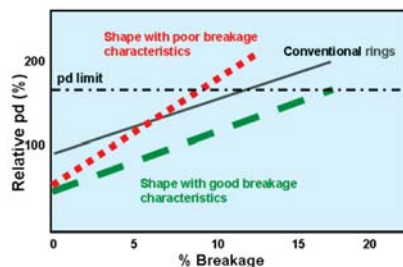 Shape with poor breakage
characteristics
200
Conventional rings
pd limit
100
Relative pd (%)
Shape with good breakage
characteristics
0 5 10 15 20
% Breakage